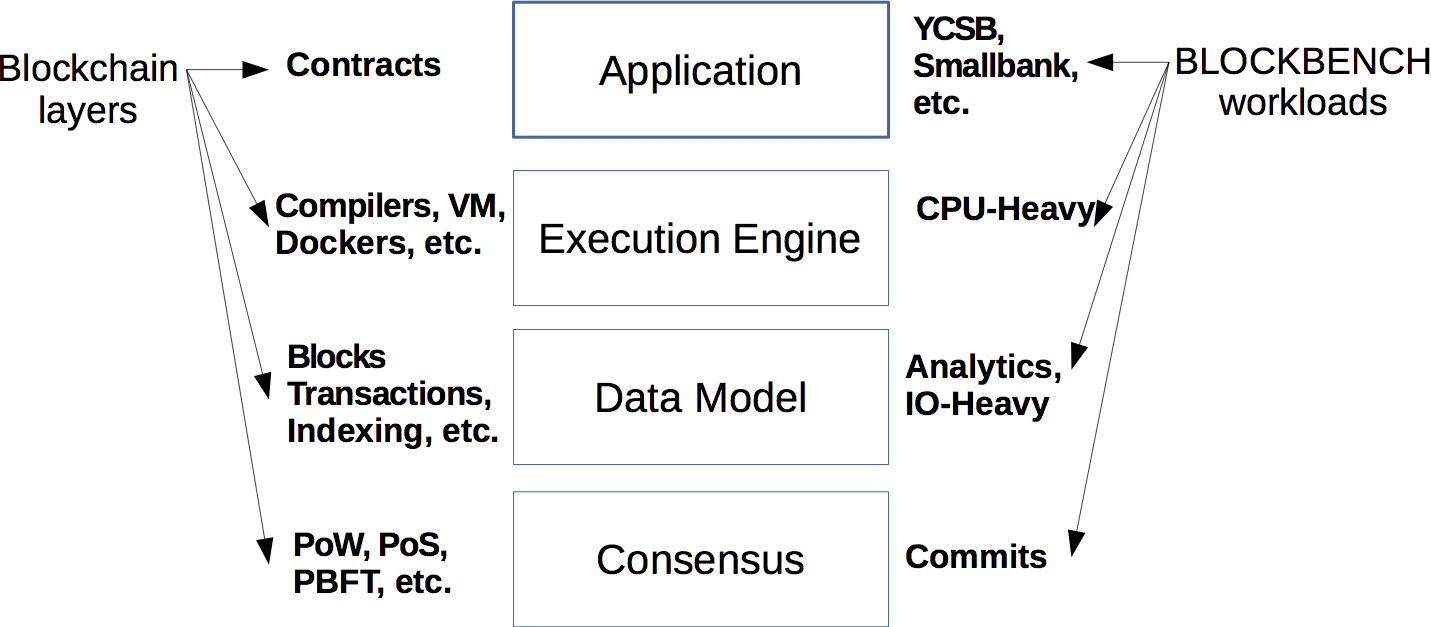 Blockchain
layers
Contracts
Application
YCSB,
Smallbank,
etc.
BLOCKBENCH
workloads
Compilers, VM,
Dockers, etc.
Execution Engine
CPU-Heavy
Blocks
Transactions,
Indexing, etc.
Data Model
Analytics,
IO-Heavy
PoW, PoS,
PBFT, etc.
Consensus
Commits